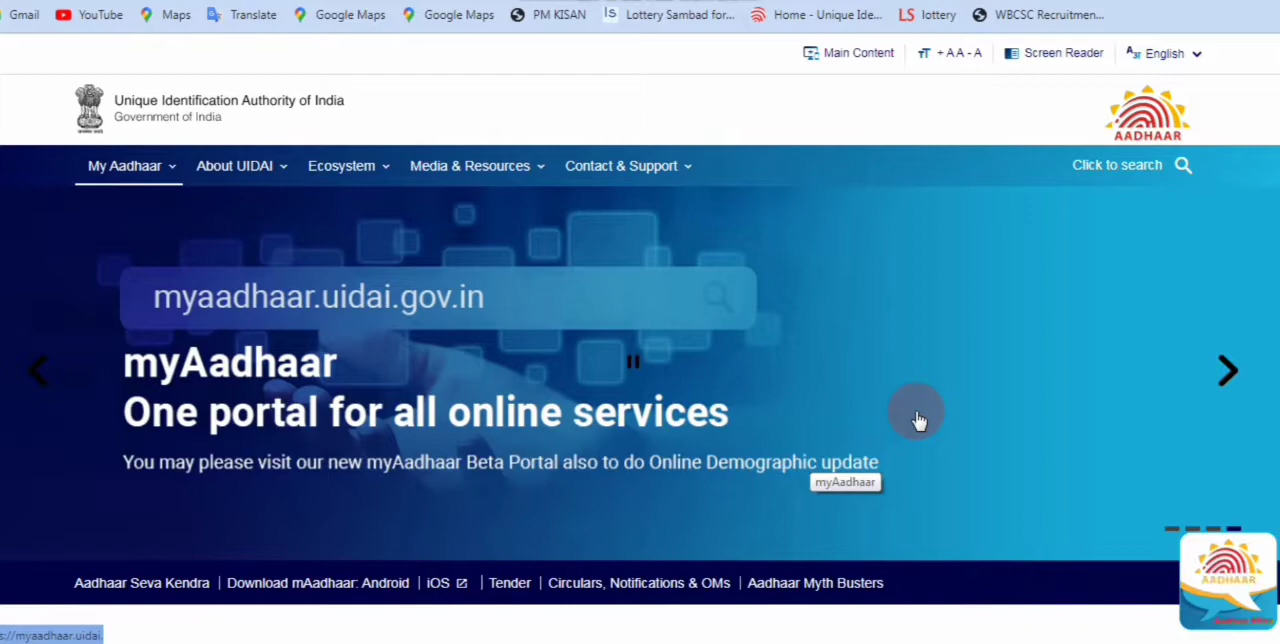 Gmail YouTube Maps Translate Google Maps Google Maps PM KISAN Lottery Sambad for... Home - Unique Ide... LS lottery WBCSC Recruitmen...
Main Content + A A - A Screen Reader English
Unique Identification Authority of India
Government of India
AADHAAR
My Aadhaar About UIDAI Ecosystem Media & Resources Contact & Support Click to search
myaadhaar.uidai.gov.in
myAadhaar
One portal for all online services
You may please visit our new myAadhaar Beta Portal also to do Online Demographic update
myAadhaar
Aadhaar Seva Kendra | Download mAadhaar: Android | iOS | Tender | Circulars, Notifications & OMs | Aadhaar Myth Busters
AADHAAR
s://myaadhaar.uidai.